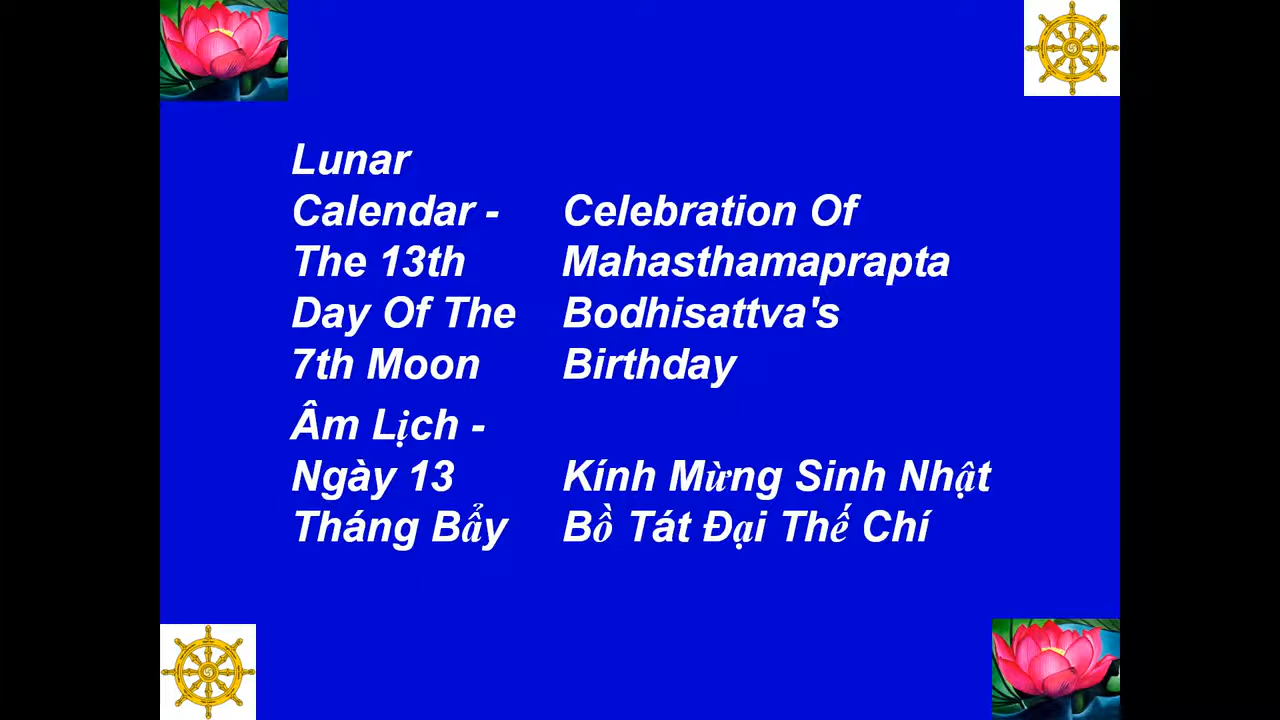 Lunar
Calendar -
The 13th
Day Of The
7th Moon
Celebration Of
Mahasthamaprapta
Bodhisattva's
Birthday
Âm Lịch -
Ngày 13
Tháng Bẩy
Kính Mừng Sinh Nhật
Bồ Tát Đại Thế Chí